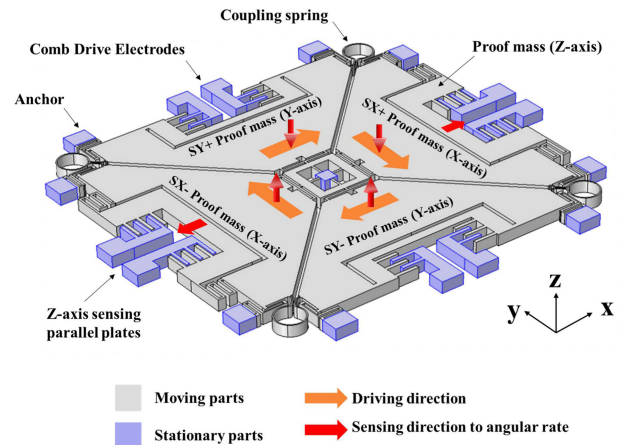 Coupling spring
Comb Drive Electrodes
Proof mass (Z-axis)
Anchor
SY+ Proof mass (Y-axis)
SX+ Proof mass (X-axis)
SX- Proof mass (X-axis)
SY- Proof mass (Y-axis)
Z-axis sensing
parallel plates
z
y
x
Moving parts
Driving direction
Stationary parts
Sensing direction to angular rate